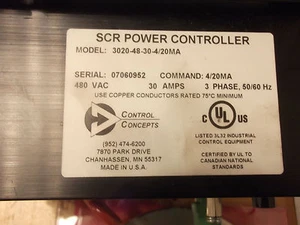 SCR POWER CONTROLLER
MODEL: 3020-48-30-4/20MA
SERIAL: 07060952 COMMAND: 4/20MA
480 VAC 30 AMPS 3 PHASE, 50/60 Hz
USE COPPER CONDUCTORS RATED 75°C MINIMUM
CONTROL
CONCEPTS
(952) 474-6200
7870 PARK DRIVE
CHANHASSEN, MN 55317
MADE IN U.S.A.
C UL US
LISTED 3L32 INDUSTRIAL
CONTROL EQUIPMENT
CERTIFIED BY UL TO
CANADIAN NATIONAL
STANDARDS